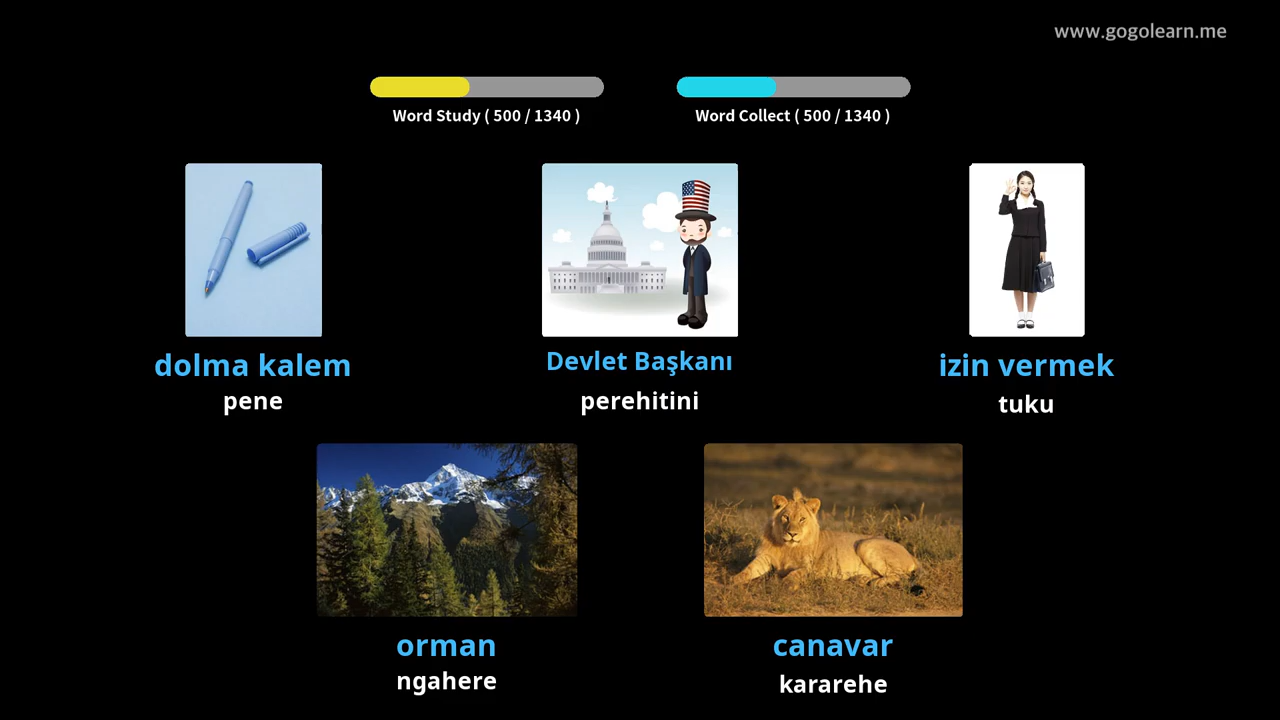 www.gogolearn.me
Word Study ( 500 / 1340 )
Word Collect ( 500 / 1340 )
dolma kalem
pene
Devlet Başkanı
perehitini
izin vermek
tuku
orman
ngahere
canavar
kararehe